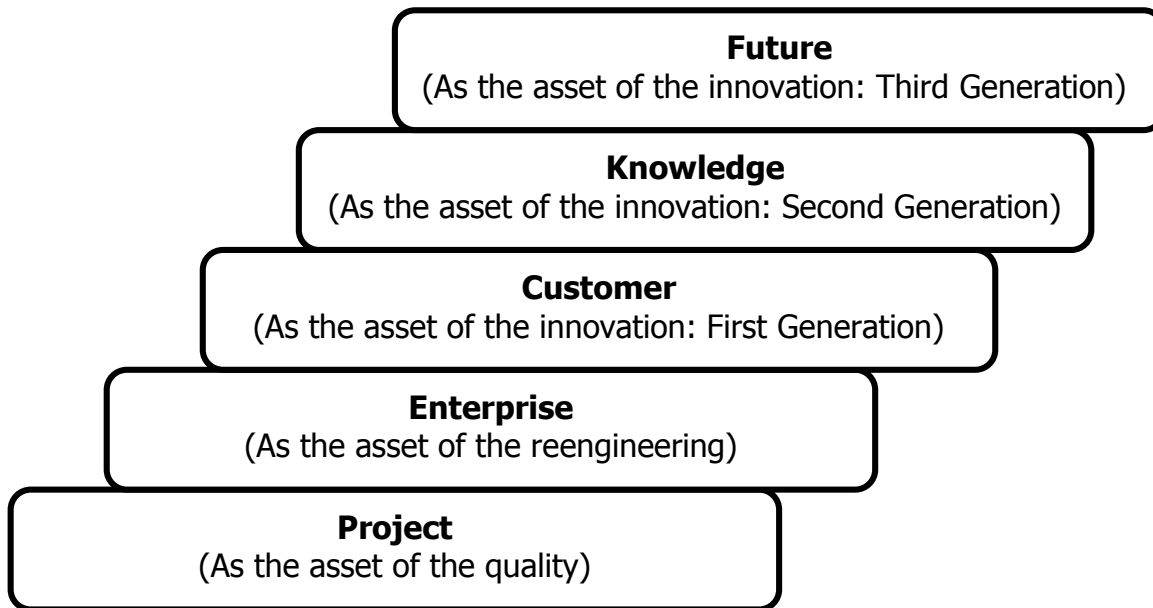 Future
(As the asset of the innovation: Third Generation)
Knowledge
(As the asset of the innovation: Second Generation)
Customer
(As the asset of the innovation: First Generation)
Enterprise
(As the asset of the reengineering)
Project
(As the asset of the quality)